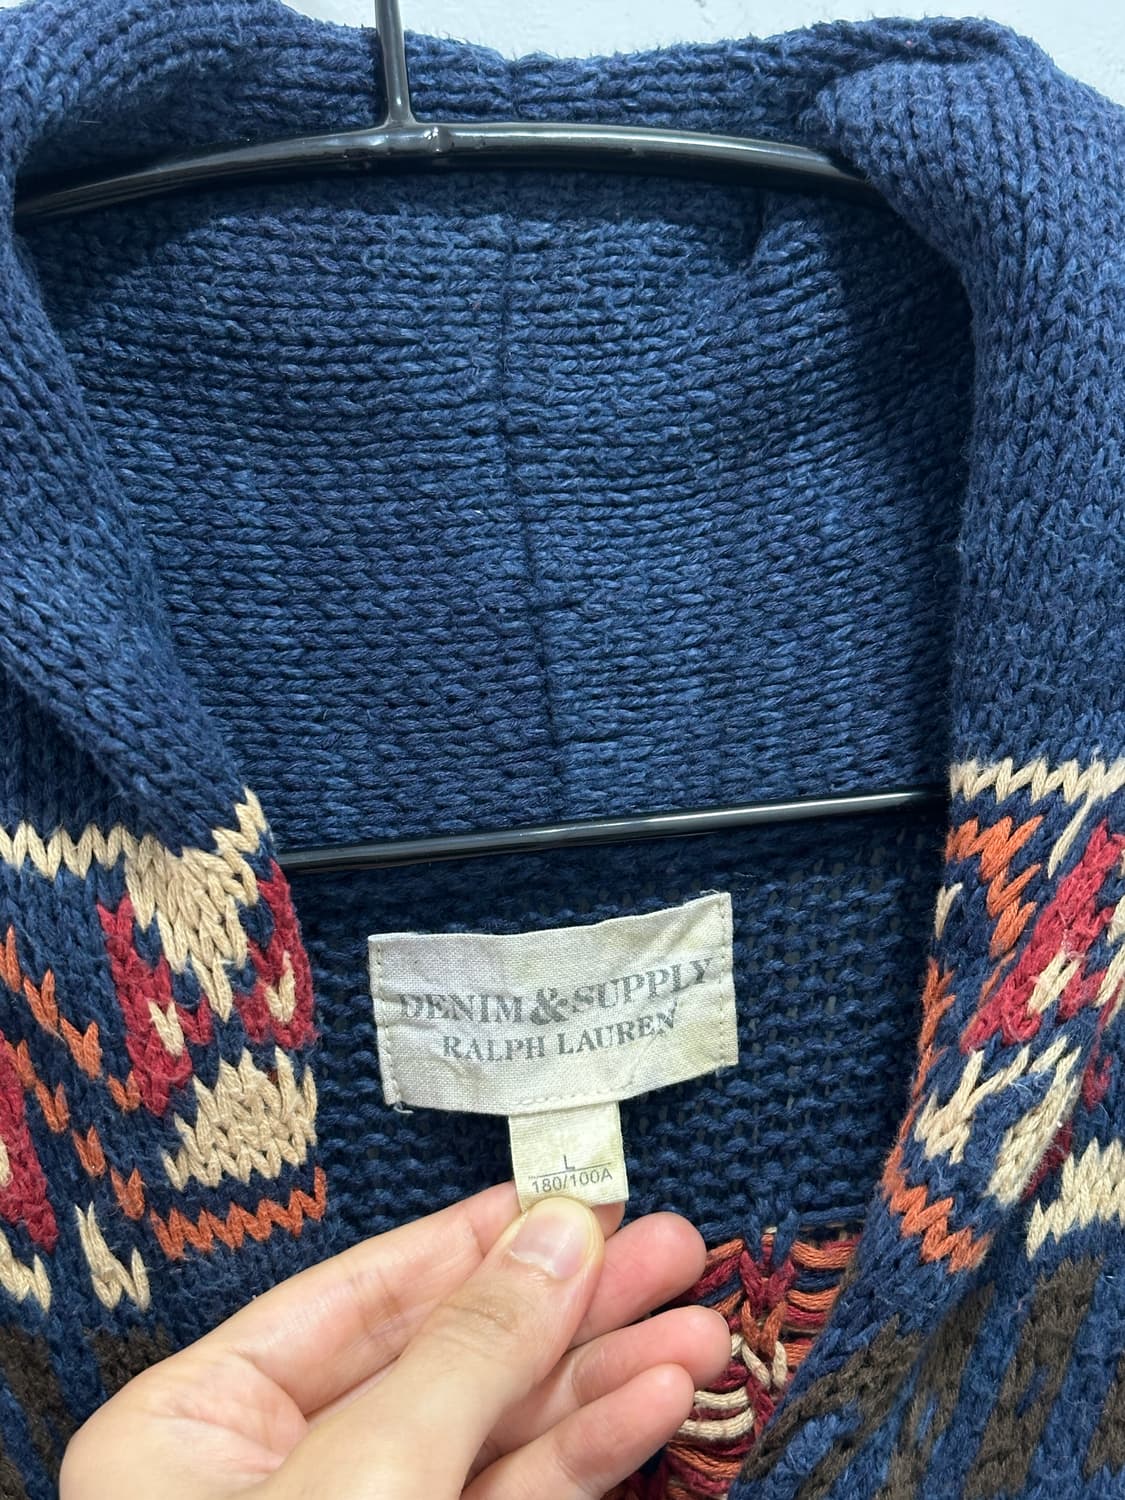 DENIM & SUPPLY
RALPH LAUREN
L
180/100A